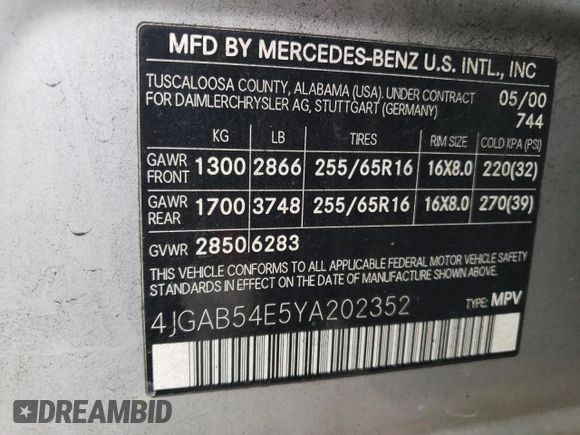 MFD BY MERCEDES-BENZ U.S. INTL., INC
TUSCALOOSA COUNTY, ALABAMA (USA). UNDER CONTRACT 05/00
FOR DAIMLERCHRYSLER AG, STUTTGART (GERMANY) 744
KG LB TIRES RIM SIZE COLD KPA (PSI)
GAWR FRONT 1300 2866 255/65R16 16X8.0 220(32)
GAWR REAR 1700 3748 255/65R16 16X8.0 270(39)
GVWR 2850 6283
THIS VEHICLE CONFORMS TO ALL APPLICABLE FEDERAL MOTOR VEHICLE SAFETY
STANDARDS IN EFFECT ON THE DATE OF MANUFACTURE SHOWN ABOVE.
4JGAB54E5YA202352 TYPE: MPV
DREAMBID